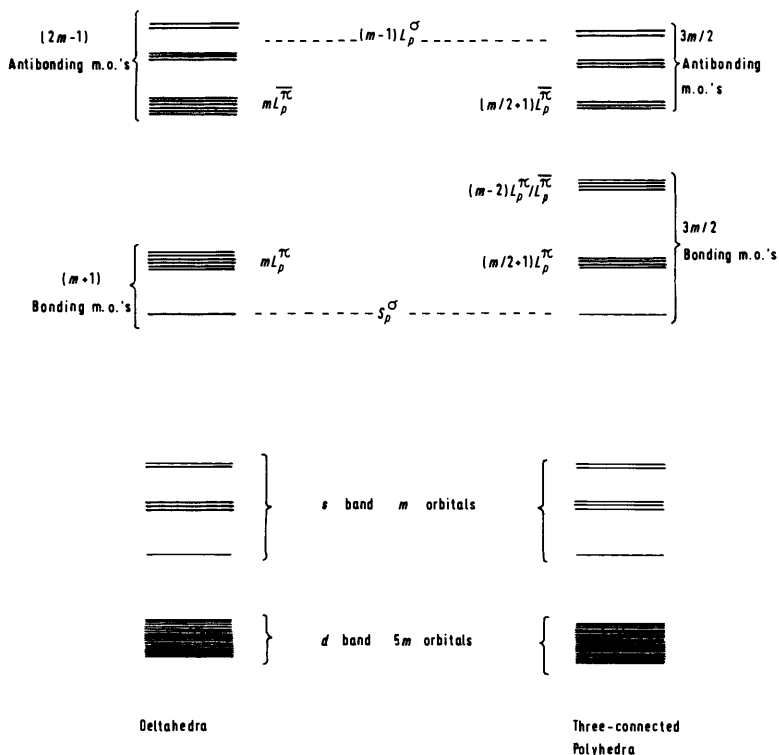 (2m-1)
Antibonding m.o.'s
(m-1)L_p^σ
3m/2
Antibonding
m.o.'s
mL_p^π̅
(m/2+1)L_p^π̅
(m-2)L_p^π/L_p^π̅
(m+1)
Bonding m.o.'s
mL_p^π
(m/2+1)L_p^π
3m/2
Bonding m.o.'s
S_p^σ
s band m orbitals
d band 5m orbitals
Deltahedra
Three-connected
Polyhedra